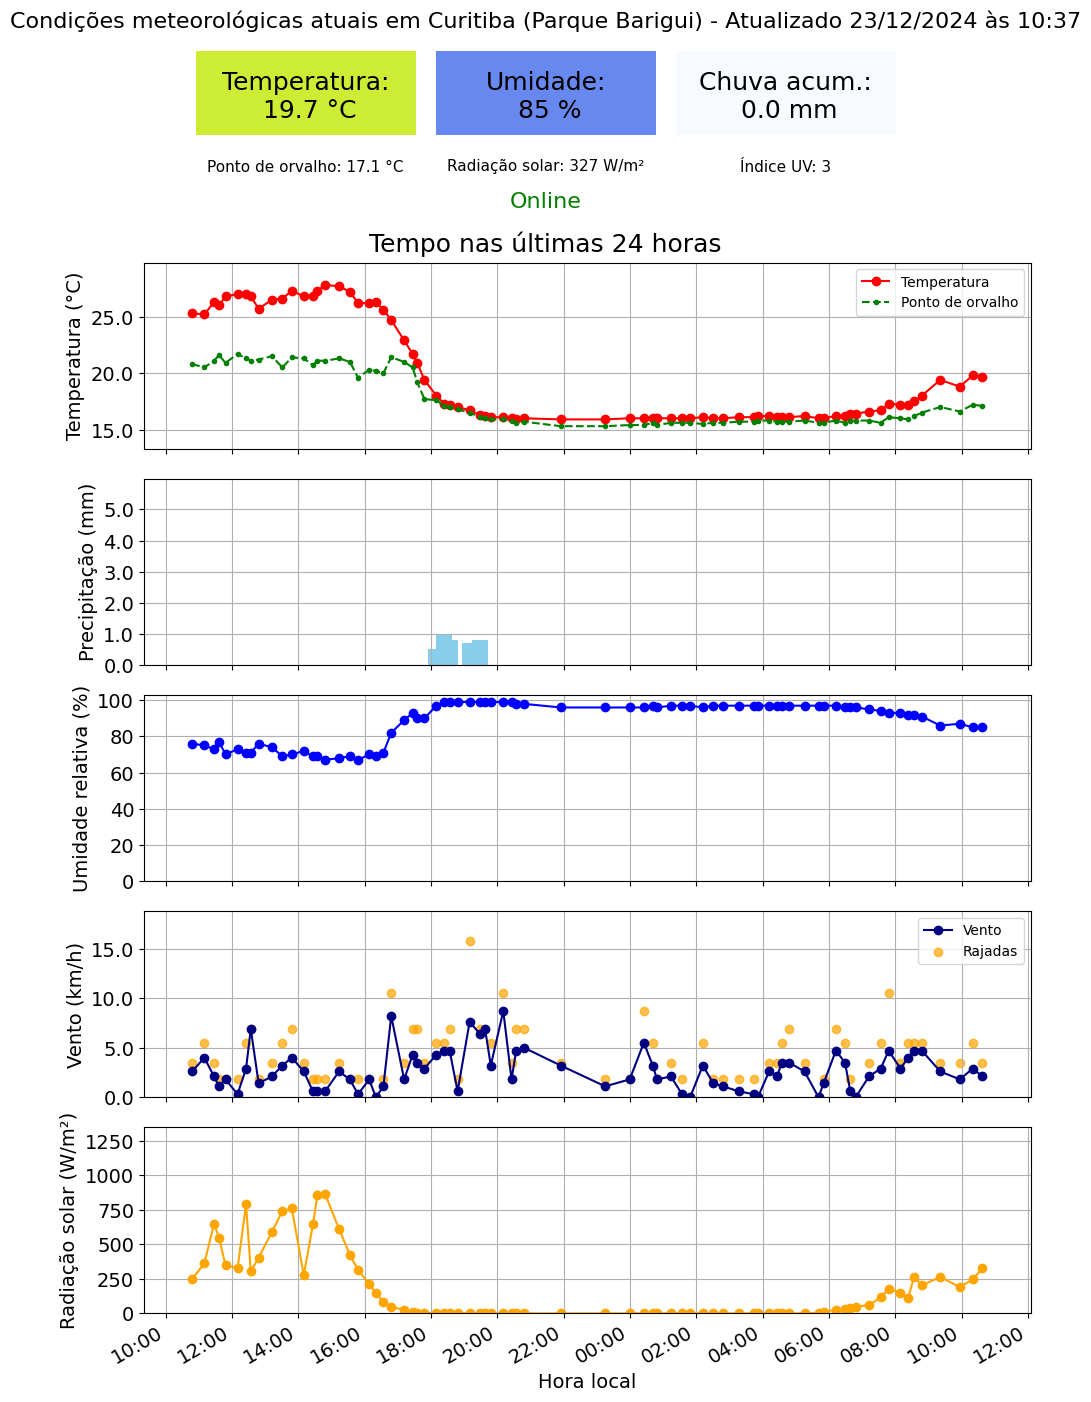 Condições meteorológicas atuais em Curitiba (Parque Barigui) - Atualizado 23/12/2024 às 10:37
Temperatura:
19.7 °C
Umidade:
85 %
Chuva acum.:
0.0 mm
Ponto de orvalho: 17.1 °C
Radiação solar: 327 W/m²
Índice UV: 3
Online
Tempo nas últimas 24 horas
Temperatura (°C)
25.0
20.0
15.0
Temperatura
Ponto de orvalho
Precipitação (mm)
5.0
4.0
3.0
2.0
1.0
0.0
Umidade relativa (%)
100
80
60
40
20
0
Vento (km/h)
15.0
10.0
5.0
0.0
Vento
Rajadas
Radiação solar (W/m²)
1250
1000
750
500
250
0
10:00
12:00
14:00
16:00
18:00
20:00
22:00
00:00
02:00
04:00
06:00
08:00
10:00
12:00
Hora local